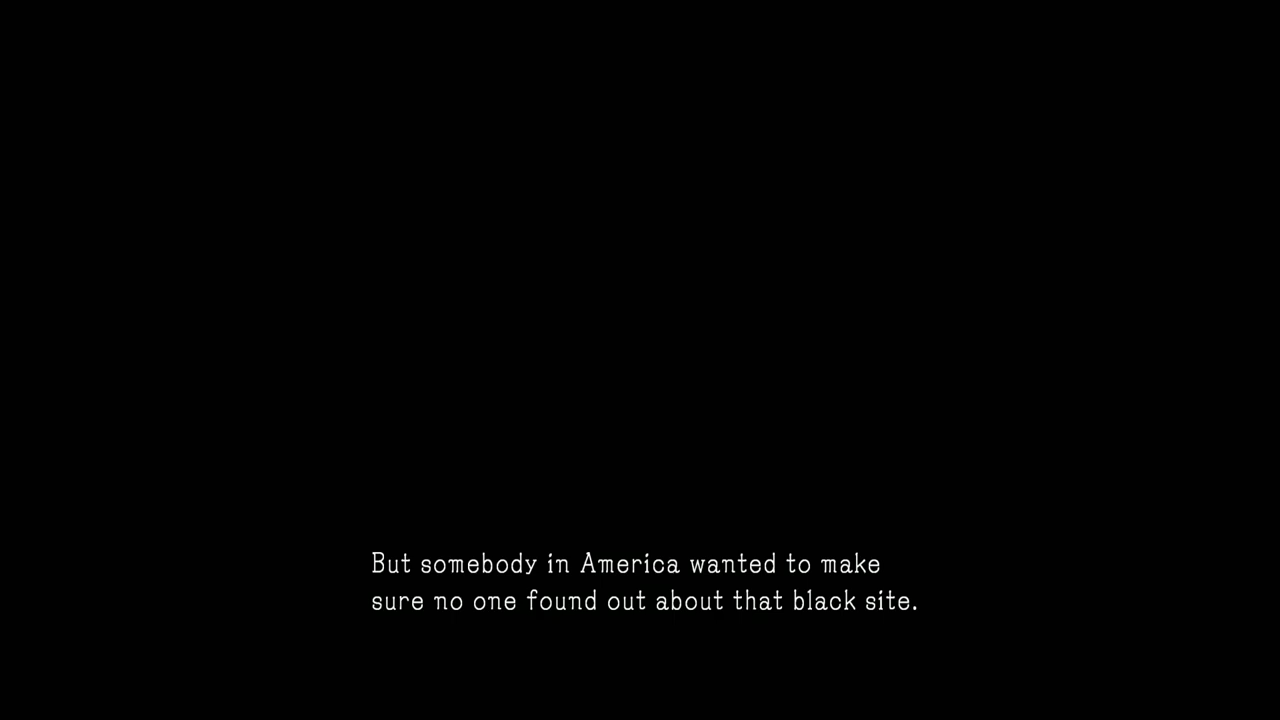 But somebody in America wanted to make
sure no one found out about that black site.